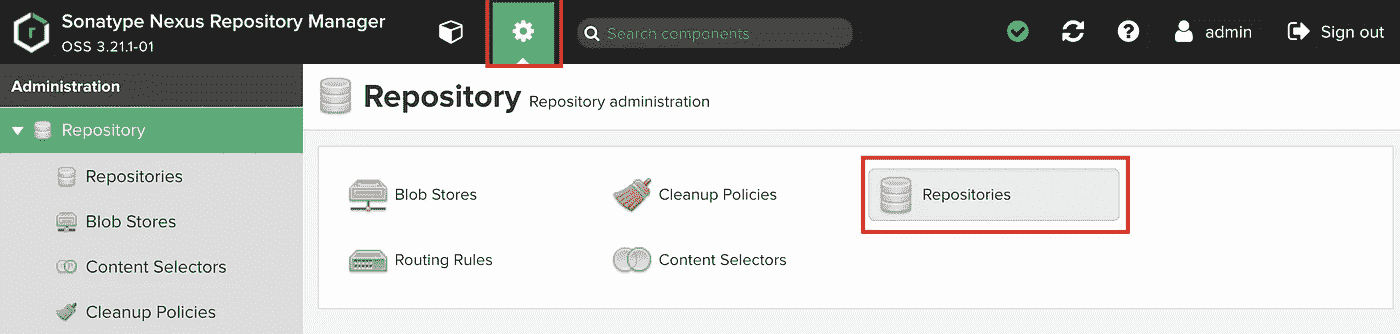 Sonatype Nexus Repository Manager
OSS 3.21.1-01
Search components
admin
Sign out
Administration
Repository
Repositories
Blob Stores
Content Selectors
Cleanup Policies
Repository Repository administration
Blob Stores
Cleanup Policies
Repositories
Routing Rules
Content Selectors